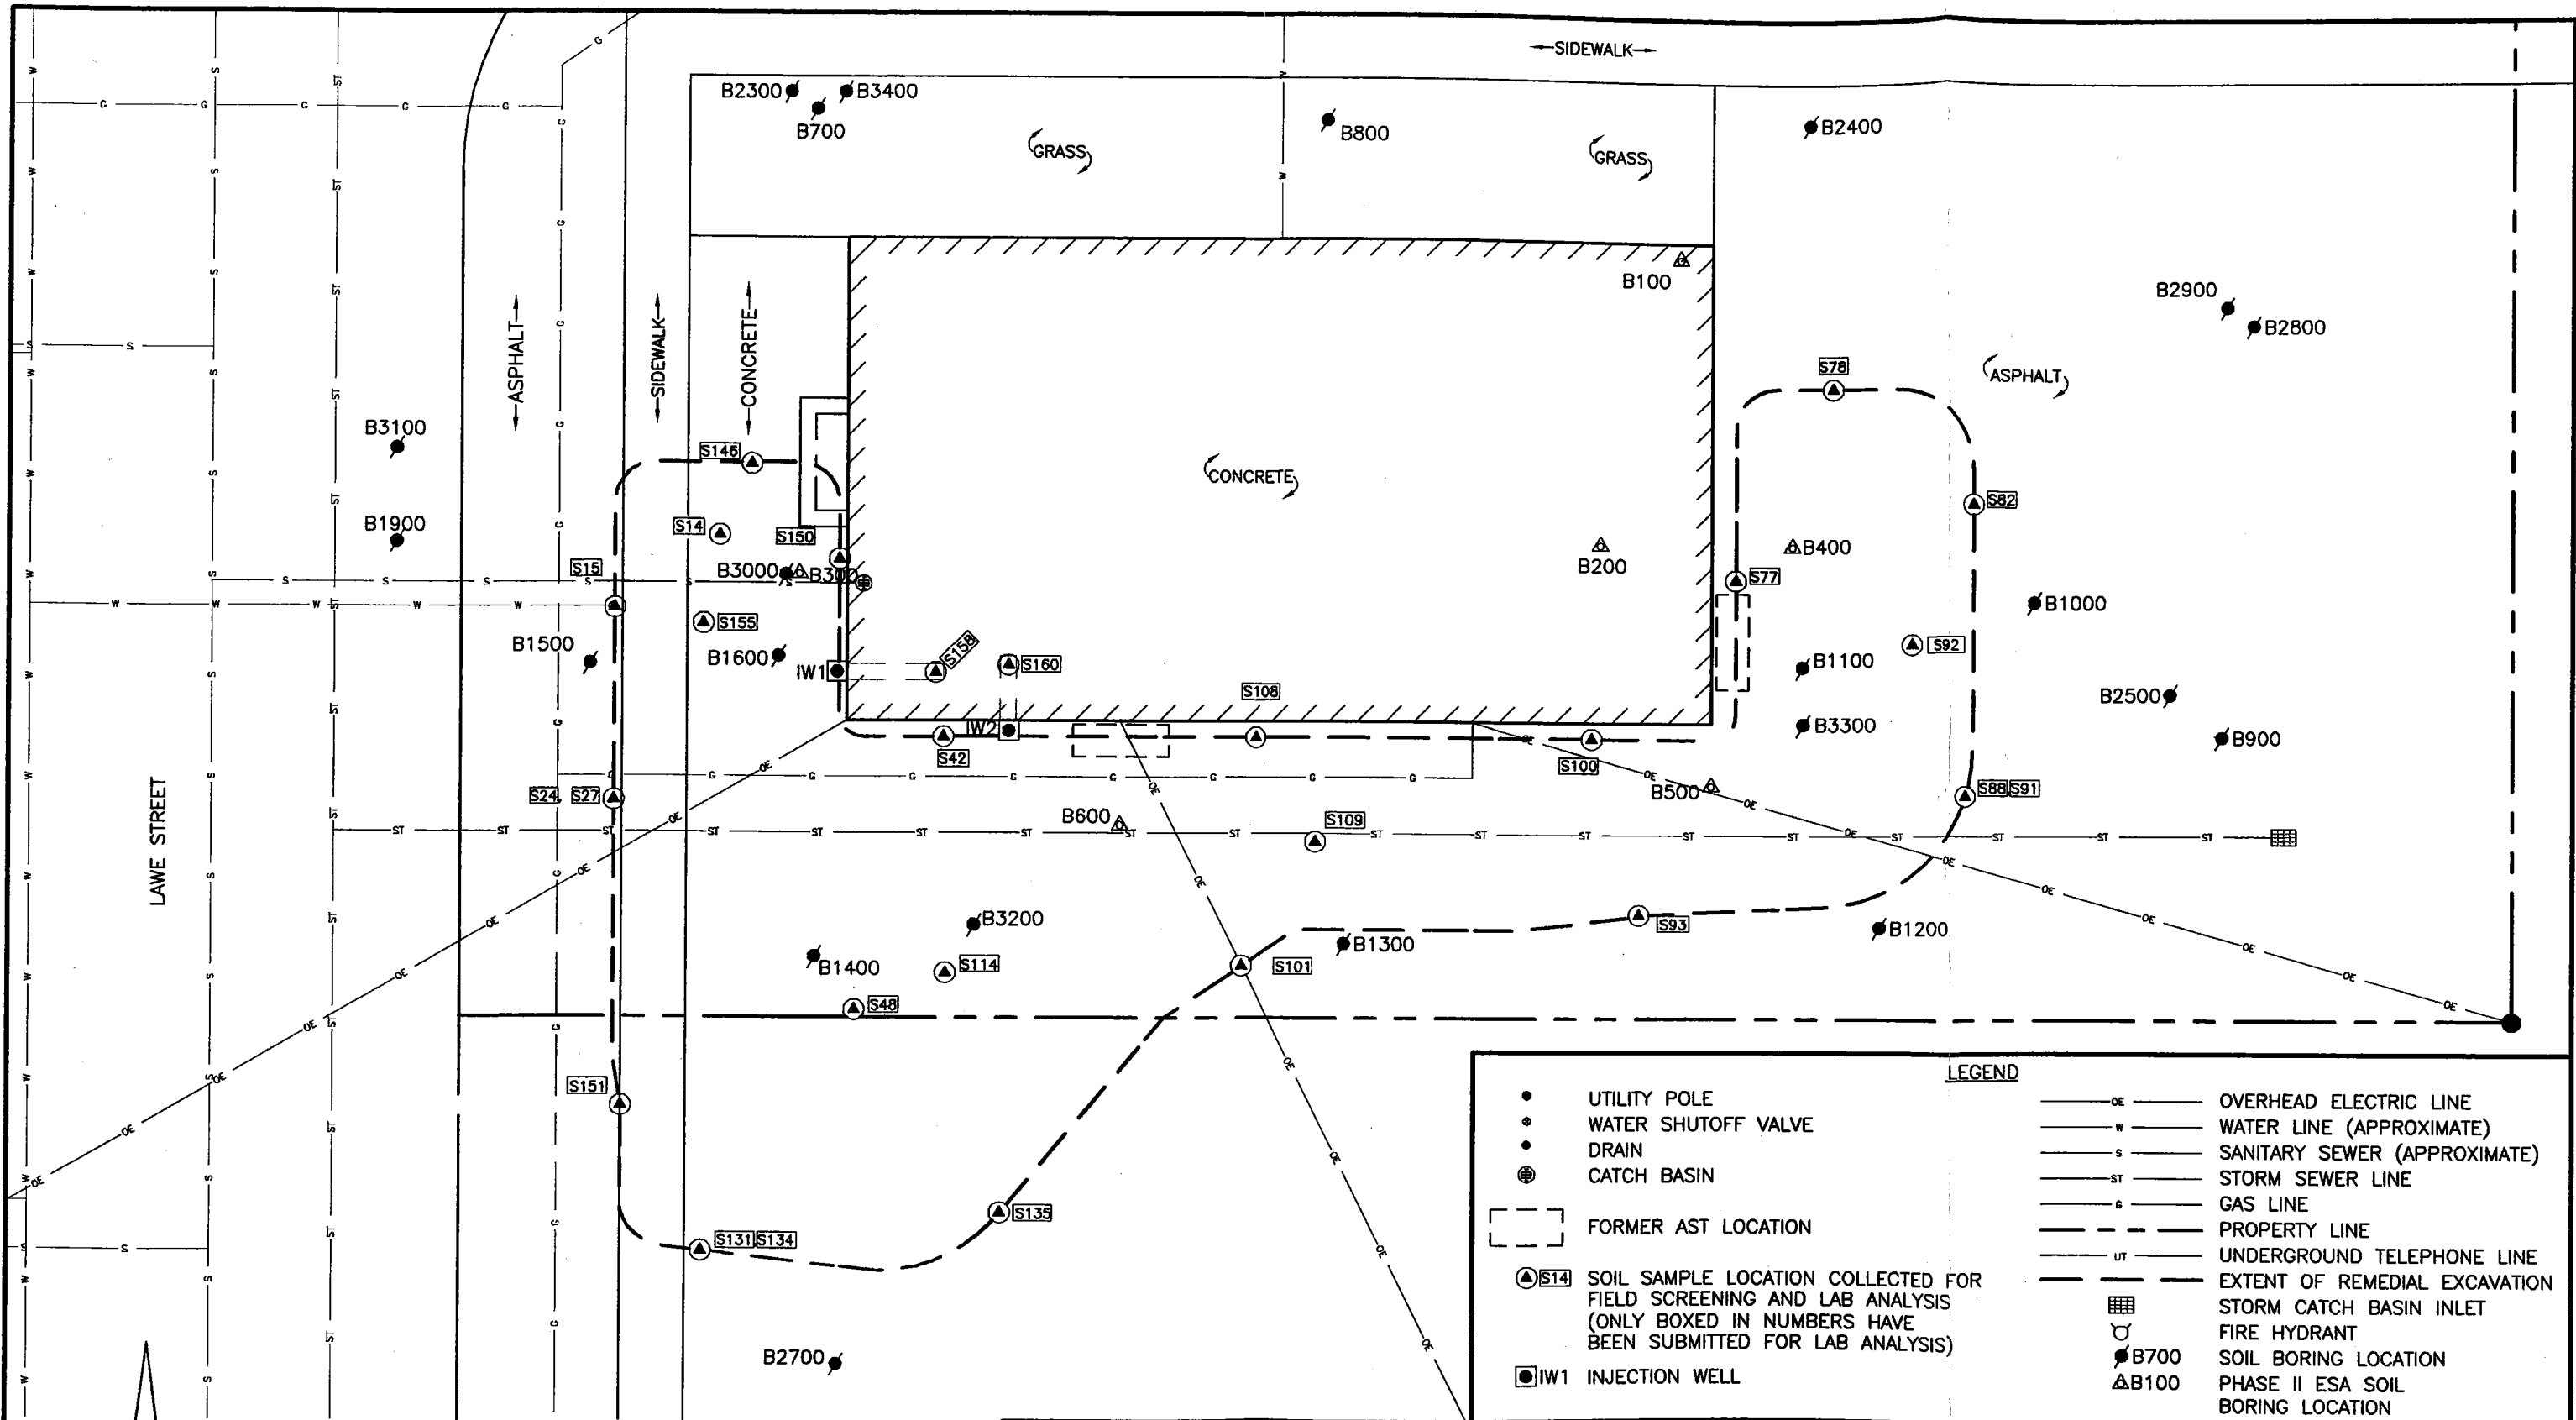 SIDEWALK
B2300
B3400
B700
B800
B2400
GRASS
GRASS
B100
B2900
B2800
ASPHALT
SIDEWALK
CONCRETE
S78
ASPHALT
B3100
S146
CONCRETE
S82
B1900
S14
S150
B200
B400
S15
B3000
B300
S77
B1000
S155
B1500
B1600
IW1
S158
S160
S92
B1100
S108
B2500
IW2
B3300
B900
S42
S100
LAWE STREET
S24
S27
B500
S88
S91
B600
S109
B3200
S93
B1200
B1300
B1400
S114
S101
S48
S151
S135
S131
S134
B2700
LEGEND
UTILITY POLE
WATER SHUTOFF VALVE
DRAIN
CATCH BASIN
FORMER AST LOCATION
S14 SOIL SAMPLE LOCATION COLLECTED FOR
FIELD SCREENING AND LAB ANALYSIS
(ONLY BOXED IN NUMBERS HAVE
BEEN SUBMITTED FOR LAB ANALYSIS)
IW1 INJECTION WELL
OE OVERHEAD ELECTRIC LINE
W WATER LINE (APPROXIMATE)
S SANITARY SEWER (APPROXIMATE)
ST STORM SEWER LINE
G GAS LINE
PROPERTY LINE
UT UNDERGROUND TELEPHONE LINE
EXTENT OF REMEDIAL EXCAVATION
STORM CATCH BASIN INLET
FIRE HYDRANT
B700 SOIL BORING LOCATION
B100 PHASE II ESA SOIL
BORING LOCATION